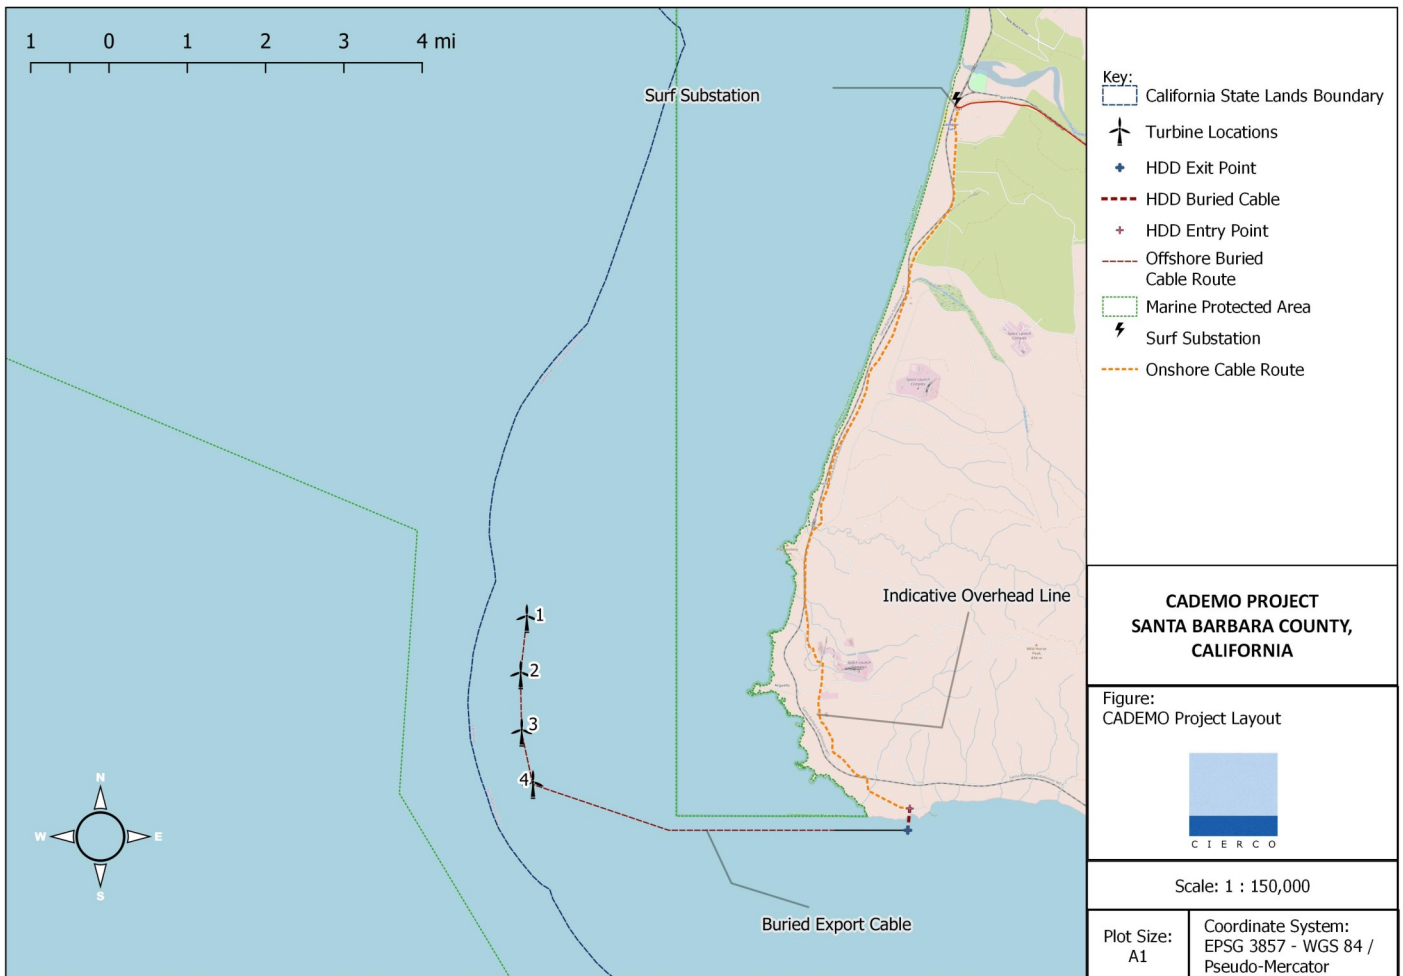 1 0 1 2 3 4 mi
Surf Substation
Indicative Overhead Line
1
2
3
4
Buried Export Cable
N
W E
S
Key:
California State Lands Boundary
Turbine Locations
HDD Exit Point
HDD Buried Cable
HDD Entry Point
Offshore Buried
Cable Route
Marine Protected Area
Surf Substation
Onshore Cable Route
CADEMO PROJECT
SANTA BARBARA COUNTY,
CALIFORNIA
Figure:
CADEMO Project Layout
CIERCO
Scale: 1 : 150,000
Plot Size:
A1
Coordinate System:
EPSG 3857 - WGS 84 /
Pseudo-Mercator